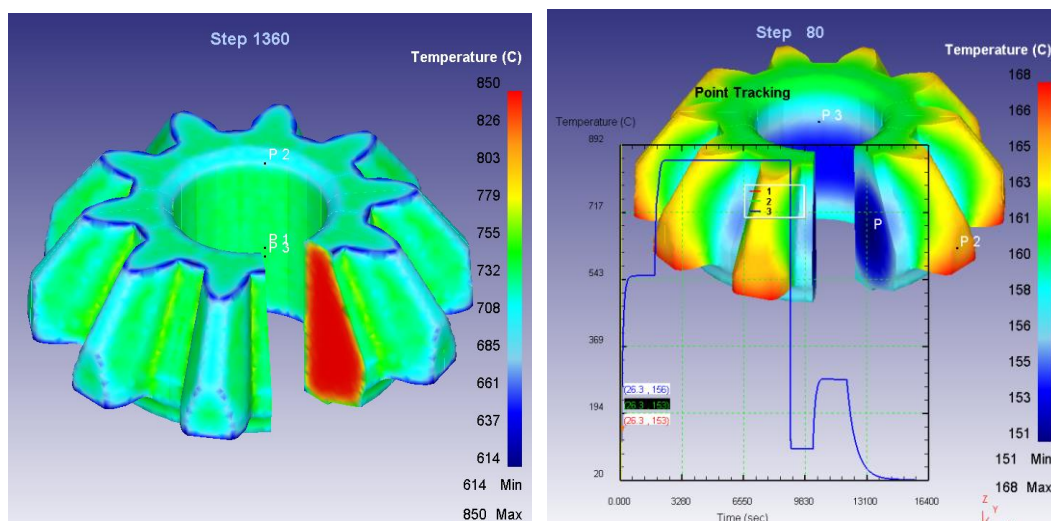 Step 1360
Temperature (C)
850
826
803
779
755
732
708
685
661
637
614
614 Min
850 Max
P 2
P 1
P 3
Step 80
Temperature (C)
168
166
165
163
161
160
158
156
155
153
151
151 Min
168 Max
Point Tracking
P 3
P
P 2
Temperature (C)
892
717
543
369
194
20
1
2
3
(26.3 , 156)
(26.3 , 153)
(26.3 , 153)
0.000 3280 6550 9830 13100 16400
Time (sec)
Z
Y